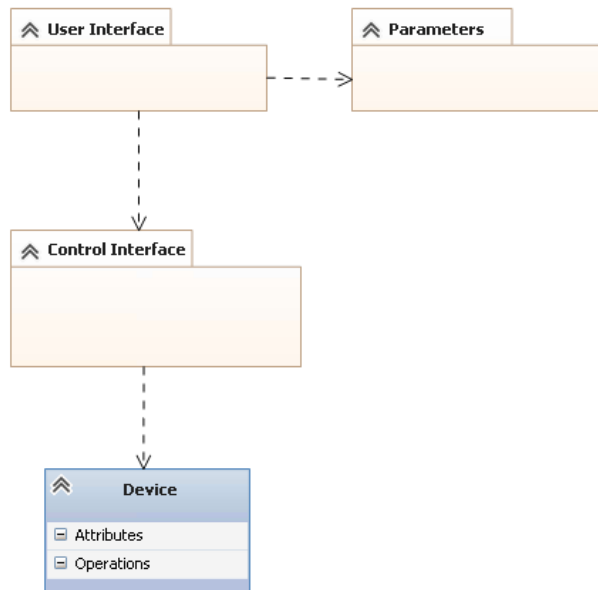 User Interface
Parameters
Control Interface
Device
Attributes
Operations